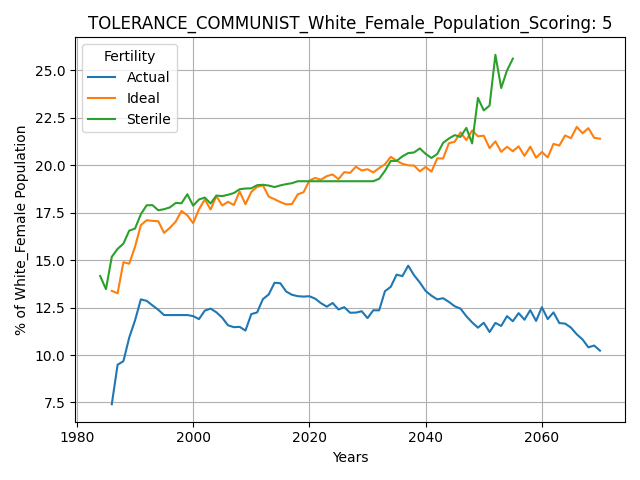 TOLERANCE_COMMUNIST_White_Female_Population_Scoring: 5
Fertility
Actual
Ideal
Sterile
% of White_Female Population
25.0
22.5
20.0
17.5
15.0
12.5
10.0
7.5
1980
2000
2020
2040
2060
Years